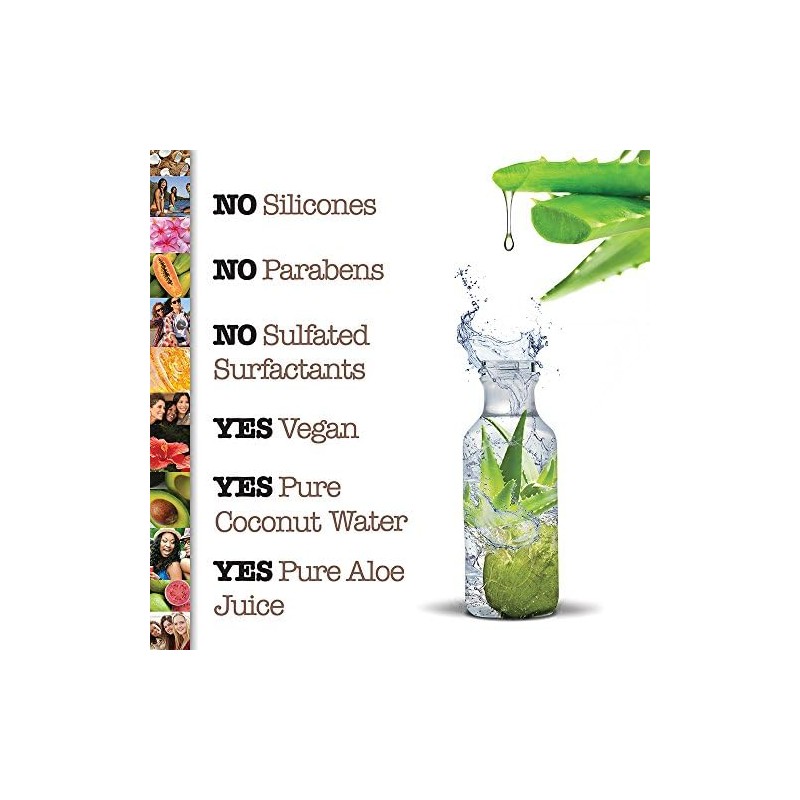 NO Silicones
NO Parabens
NO Sulfated
Surfactants
YES Vegan
YES Pure
Coconut Water
YES Pure Aloe
Juice